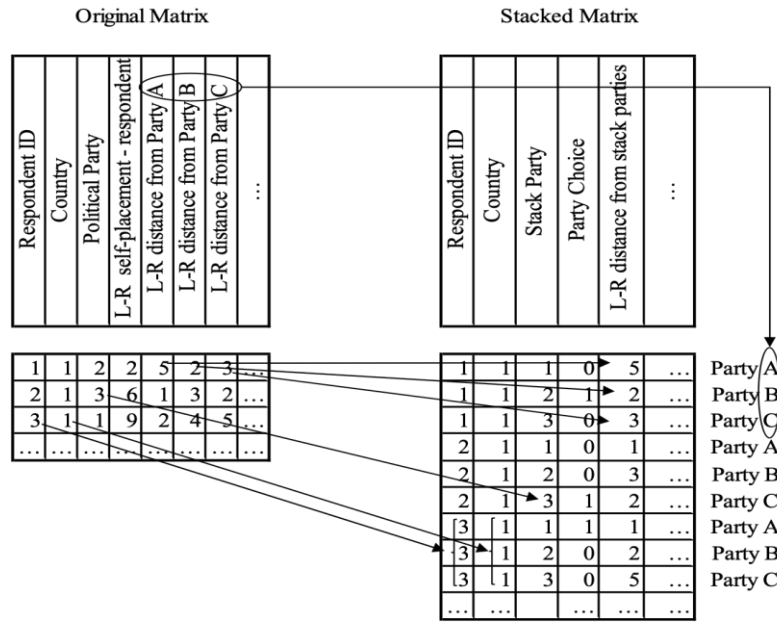 Original Matrix
Respondent ID
Country
Political Party
L-R self-placement - respondent
L-R distance from Party A
L-R distance from Party B
L-R distance from Party C
…
1 1 2 2 5 2 3 …
2 1 3 6 1 3 2 …
3 1 1 9 2 4 5 …
… … … … … … … …
Stacked Matrix
Respondent ID
Country
Stack Party
Party Choice
L-R distance from stack parties
…
1 1 1 0 5 … Party A
1 1 2 1 2 … Party B
1 1 3 0 3 … Party C
2 1 1 0 1 … Party A
2 1 2 0 3 … Party B
2 1 3 1 2 … Party C
3 1 1 1 1 … Party A
3 1 2 0 2 … Party B
3 1 3 0 5 … Party C
… … … … … …